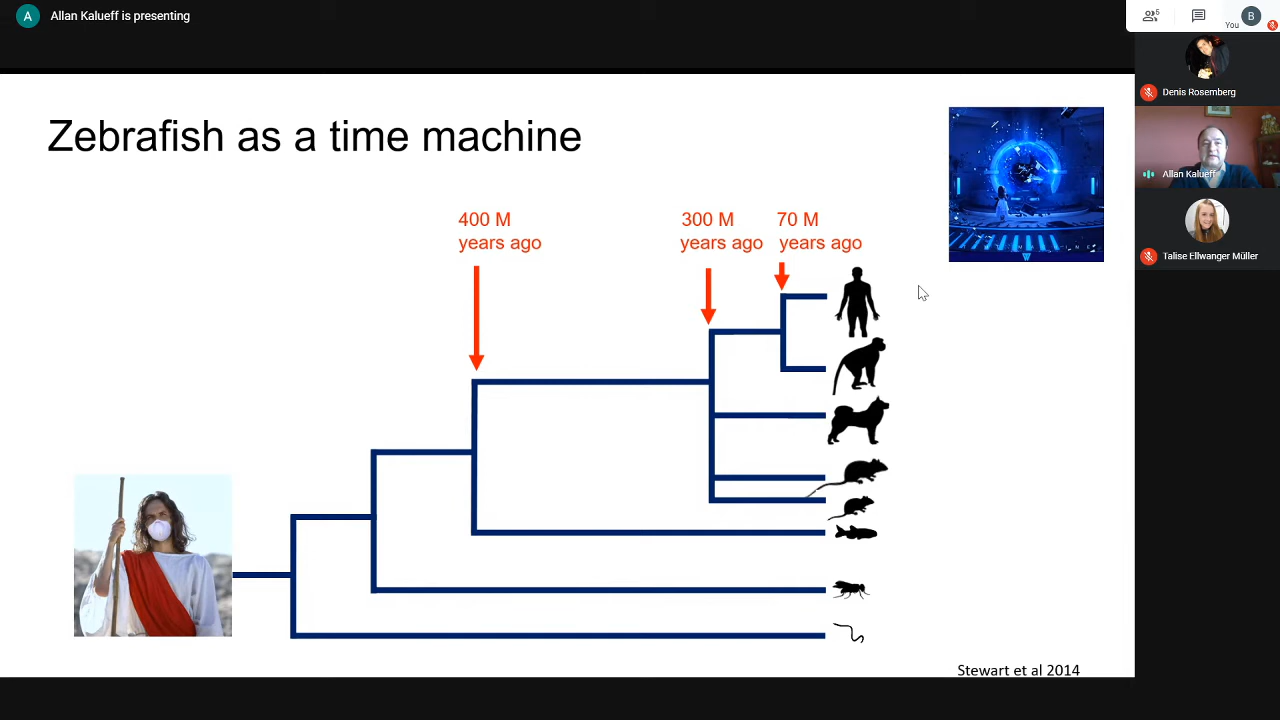 A
Allan Kalueff is presenting
5
You
B
Denis Rosemberg
Allan Kalueff
Talise Ellwanger Müller
Zebrafish as a time machine
400 M
years ago
300 M
years ago
70 M
years ago
Stewart et al 2014